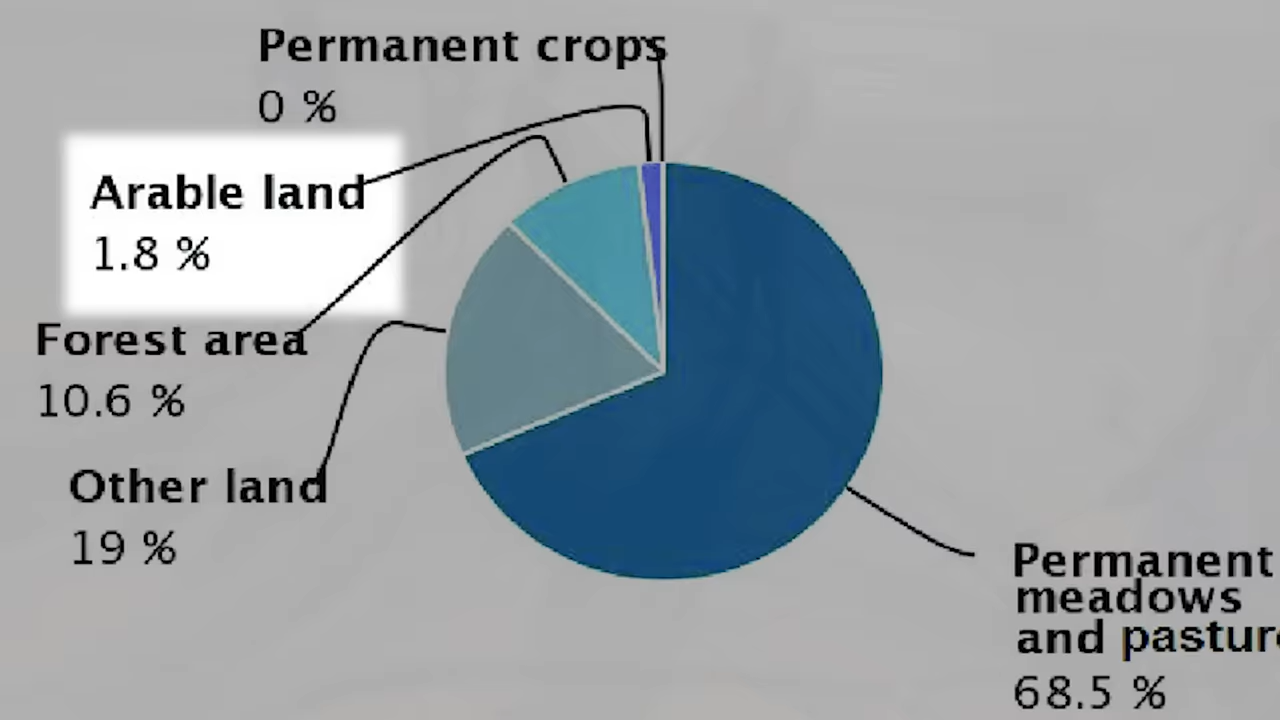 Permanent crops
0 %
Arable land
1.8 %
Forest area
10.6 %
Other land
19 %
Permanent
meadows
and
68.5 %